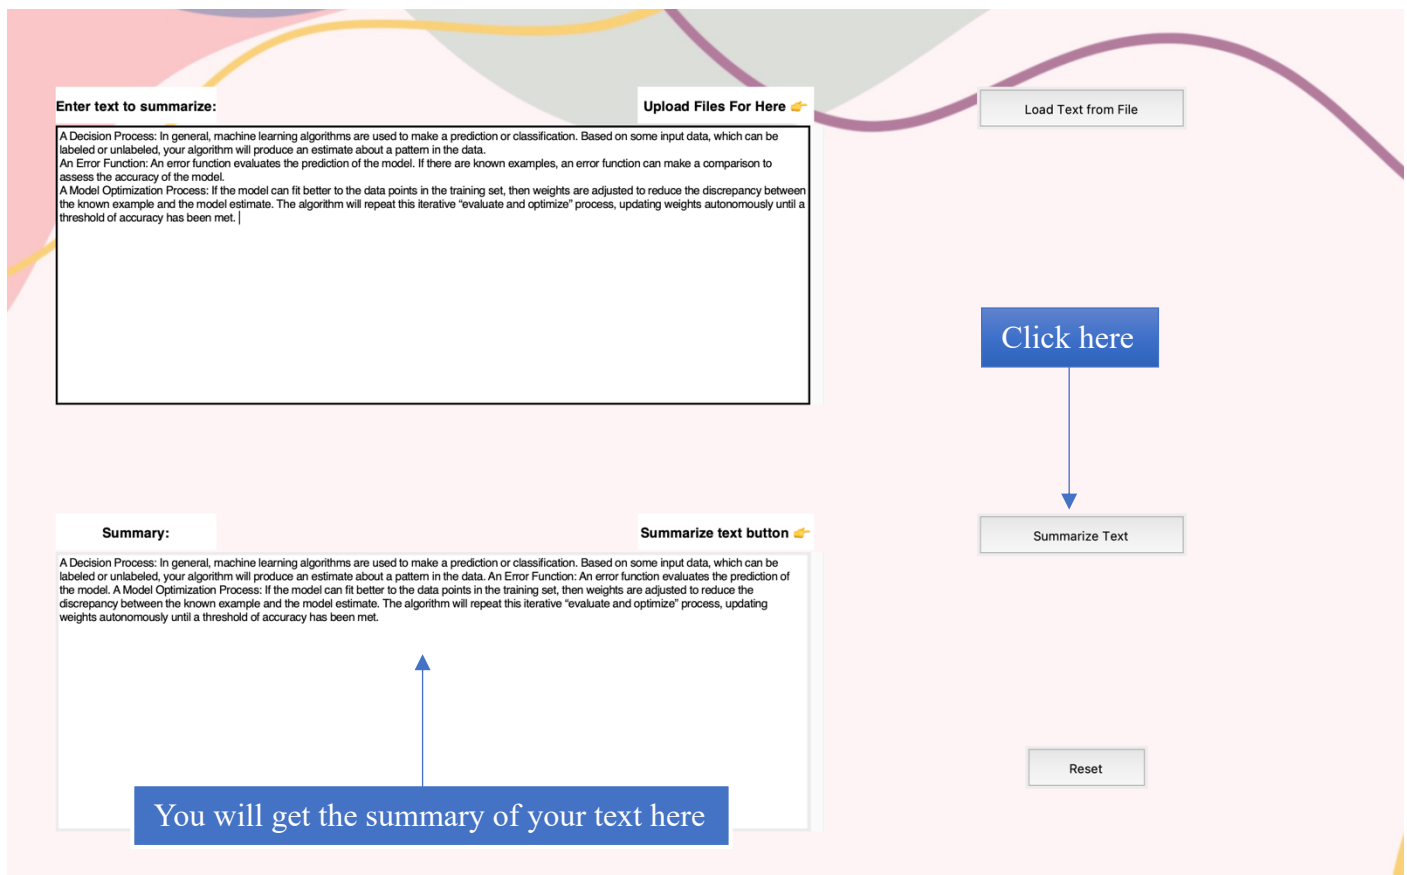 Enter text to summarize:
Upload Files For Here 👉
Load Text from File
A Decision Process: In general, machine learning algorithms are used to make a prediction or classification. Based on some input data, which can be
labeled or unlabeled, your algorithm will produce an estimate about a pattern in the data.
An Error Function: An error function evaluates the prediction of the model. If there are known examples, an error function can make a comparison to
assess the accuracy of the model.
A Model Optimization Process: If the model can fit better to the data points in the training set, then weights are adjusted to reduce the discrepancy between
the known example and the model estimate. The algorithm will repeat this iterative “evaluate and optimize” process, updating weights autonomously until a
threshold of accuracy has been met.
Click here
Summary:
Summarize text button 👉
Summarize Text
A Decision Process: In general, machine learning algorithms are used to make a prediction or classification. Based on some input data, which can be
labeled or unlabeled, your algorithm will produce an estimate about a pattern in the data. An Error Function: An error function evaluates the prediction of
the model. A Model Optimization Process: If the model can fit better to the data points in the training set, then weights are adjusted to reduce the
discrepancy between the known example and the model estimate. The algorithm will repeat this iterative “evaluate and optimize” process, updating
weights autonomously until a threshold of accuracy has been met.
Reset
You will get the summary of your text here